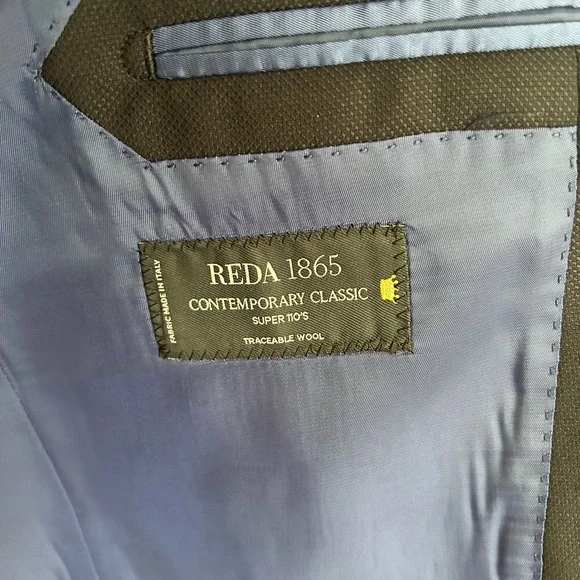 REDA 1865
CONTEMPORARY CLASSIC
SUPER 110'S
TRACEABLE WOOL
FABRIC MADE IN ITALY